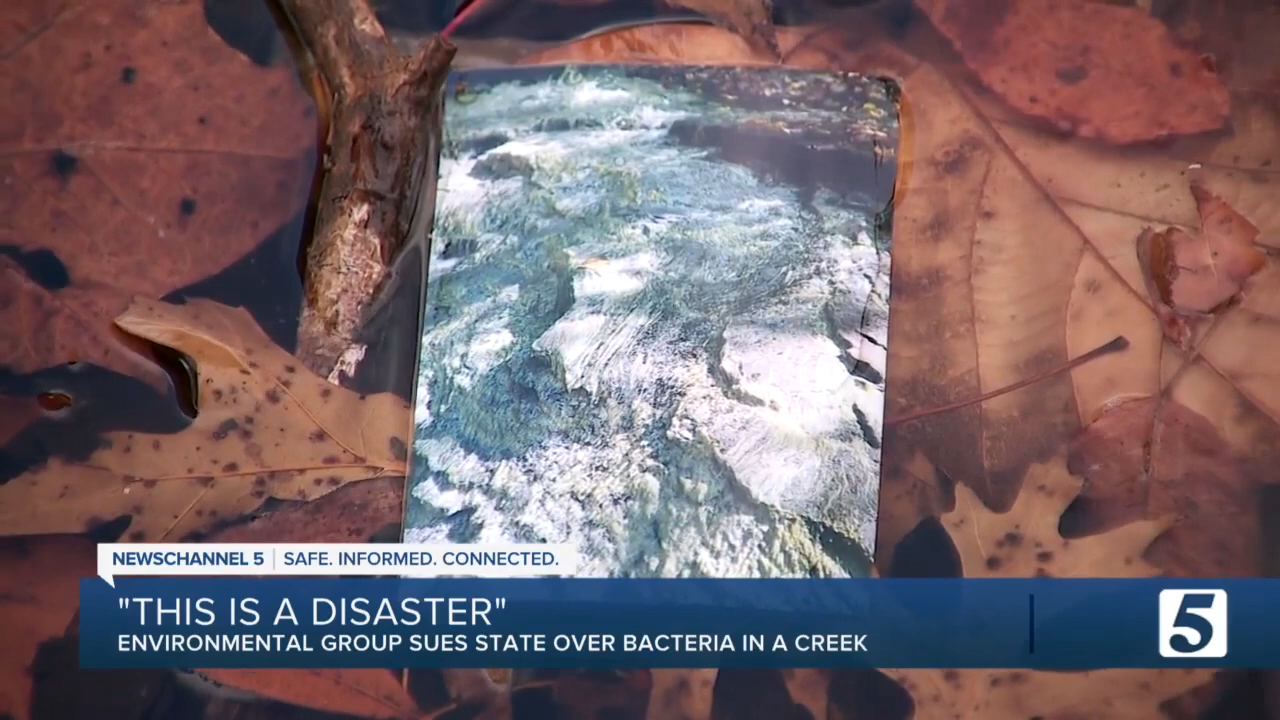 NEWSCHANNEL 5 | SAFE. INFORMED. CONNECTED.
"THIS IS A DISASTER"
ENVIRONMENTAL GROUP SUES STATE OVER BACTERIA IN A CREEK
5